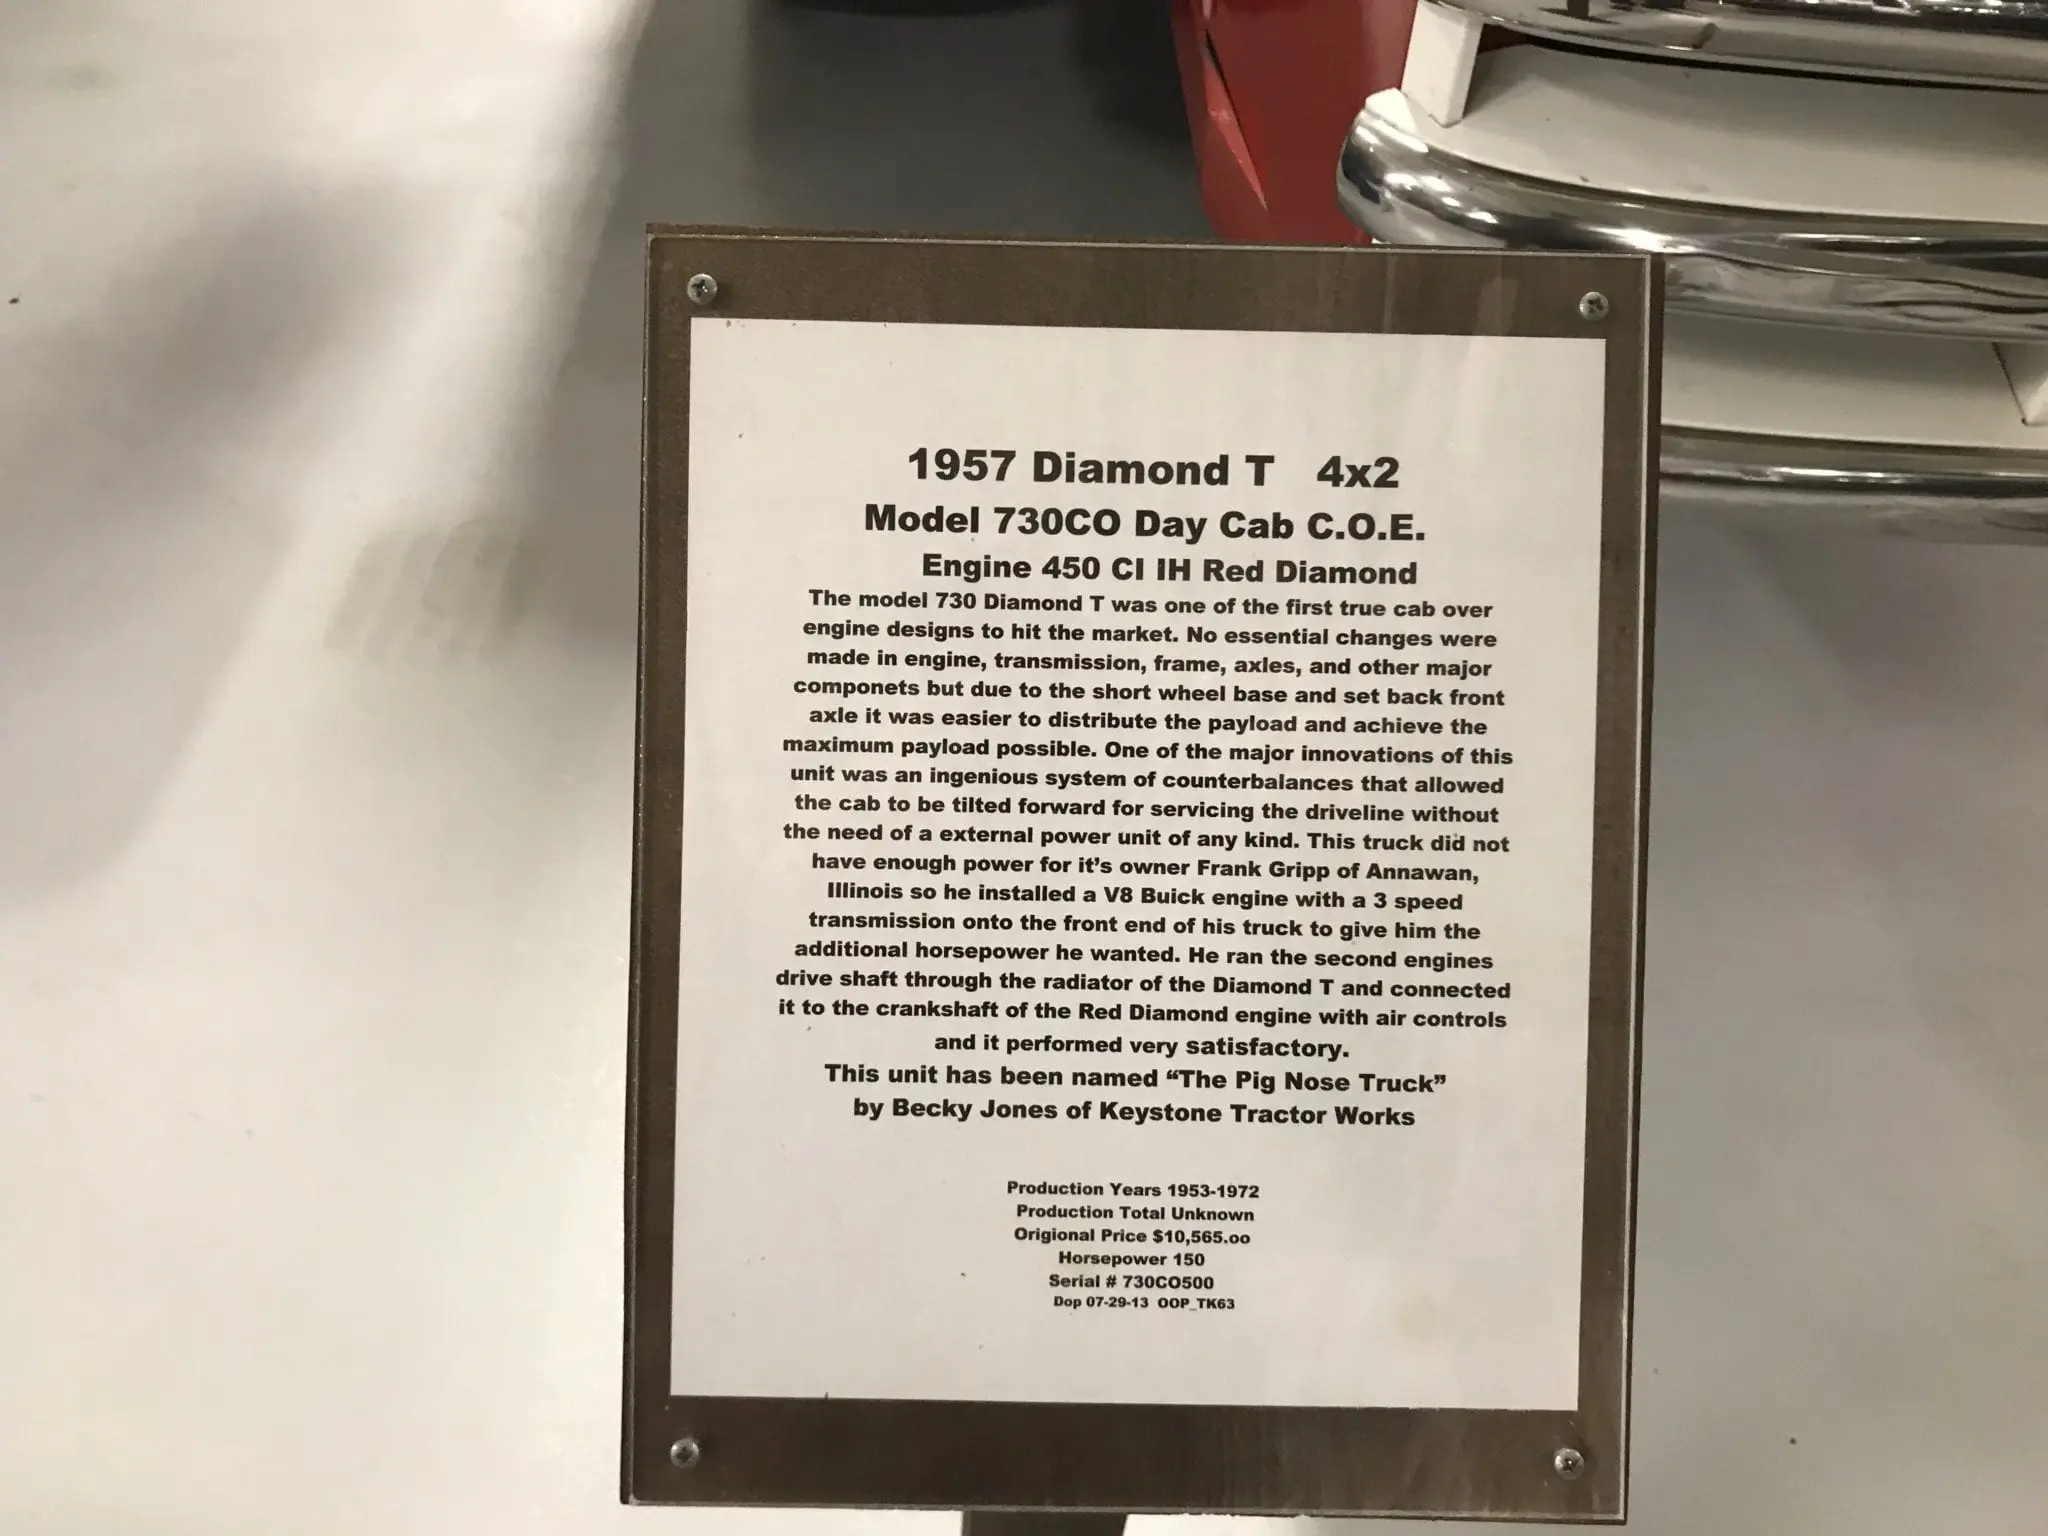 1957 Diamond T 4x2
Model 730CO Day Cab C.O.E.
Engine 450 CI IH Red Diamond
The model 730 Diamond T was one of the first true cab over
engine designs to hit the market. No essential changes were
made in engine, transmission, frame, axles, and other major
componets but due to the short wheel base and set back front
axle it was easier to distribute the payload and achieve the
maximum payload possible. One of the major innovations of this
unit was an ingenious system of counterbalances that allowed
the cab to be tilted forward for servicing the driveline without
the need of a external power unit of any kind. This truck did not
have enough power for it's owner Frank Gripp of Annawan,
Illinois so he installed a V8 Buick engine with a 3 speed
transmission onto the front end of his truck to give him the
additional horsepower he wanted. He ran the second engines
drive shaft through the radiator of the Diamond T and connected
it to the crankshaft of the Red Diamond engine with air controls
and it performed very satisfactory.
This unit has been named “The Pig Nose Truck”
by Becky Jones of Keystone Tractor Works
Production Years 1953-1972
Production Total Unknown
Origional Price $10,565.oo
Horsepower 150
Serial # 730CO500
Dop 07-29-13 OOP_TK63